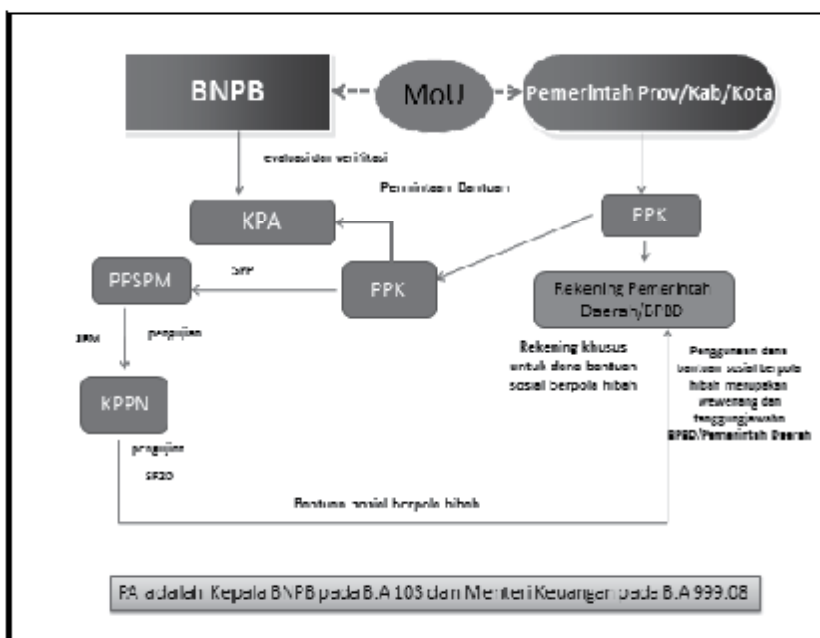 BNPB
MoU
Pemerintah Prov/Kab/Kota
evaluasi dan verifikasi
Permintaan Bantuan
KPA
PPK
PPSPM
SPP
PPK
Rekening Pemerintah
Daerah/BPBD
SPM
pengujian
Rekening khusus
untuk dana bantuan
sosial berpola hibah
Penggunaan dana
bantuan sosial berpola
hibah merupakan
wewenang dan
tanggungjawabn
BPBD/Pemerintah Daerah
KPPN
pengujian
SP2D
Bantuan sosial berpola hibah
PA adalah Kepala BNPB pada B.A 103 dan Menteri Keuangan pada B.A 999.08